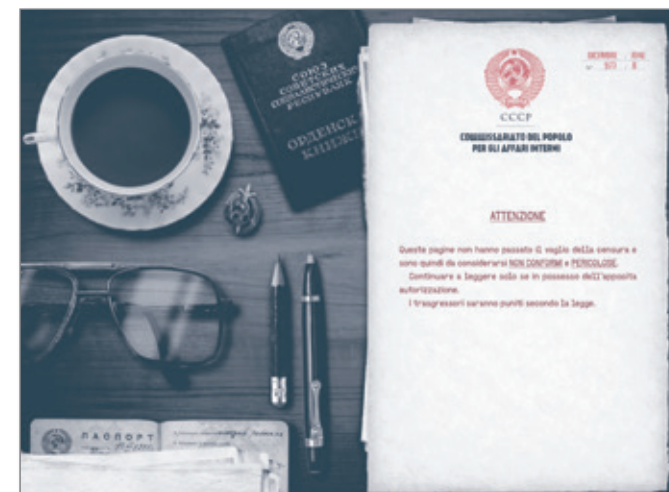 СОЮЗ
СОВЕТСКИХ
СОЦИАЛИСТИЧЕСКИХ
РЕСПУБЛИК
ОРДЕНСКАЯ
КНИЖКА
СССР
COMMISSARIATO DEL POPOLO
PER GLI AFFARI INTERNI
ATTENZIONE
Queste pagine non hanno passato il vaglio della censura e
sono quindi da considerarsi NON CONFORMI e PERICOLOSE.
Continuare a leggere solo se in possesso dell'apposita
autorizzazione.
I trasgressori saranno puniti secondo la legge.
ПАСПОРТ